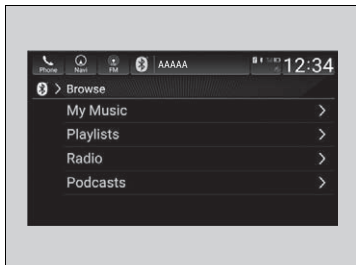 Phone Navi FM AAAAA 12:34
Browse
My Music
Playlists
Radio
Podcasts